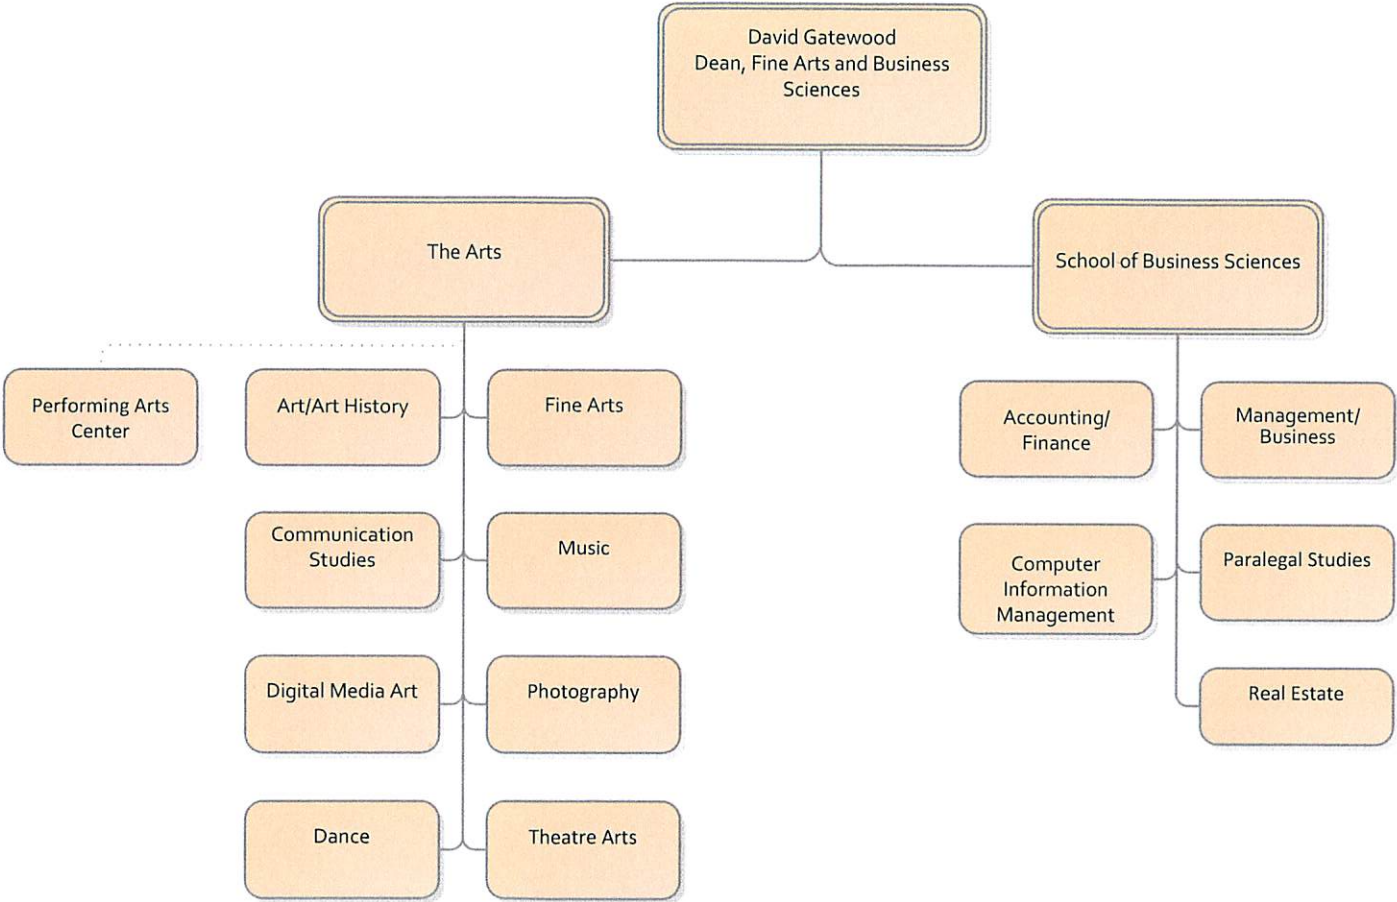 David Gatewood
Dean, Fine Arts and Business
Sciences
The Arts
School of Business Sciences
Performing Arts
Center
Art/Art History
Fine Arts
Accounting/
Finance
Management/
Business
Communication
Studies
Music
Computer
Information
Management
Paralegal Studies
Digital Media Art
Photography
Real Estate
Dance
Theatre Arts